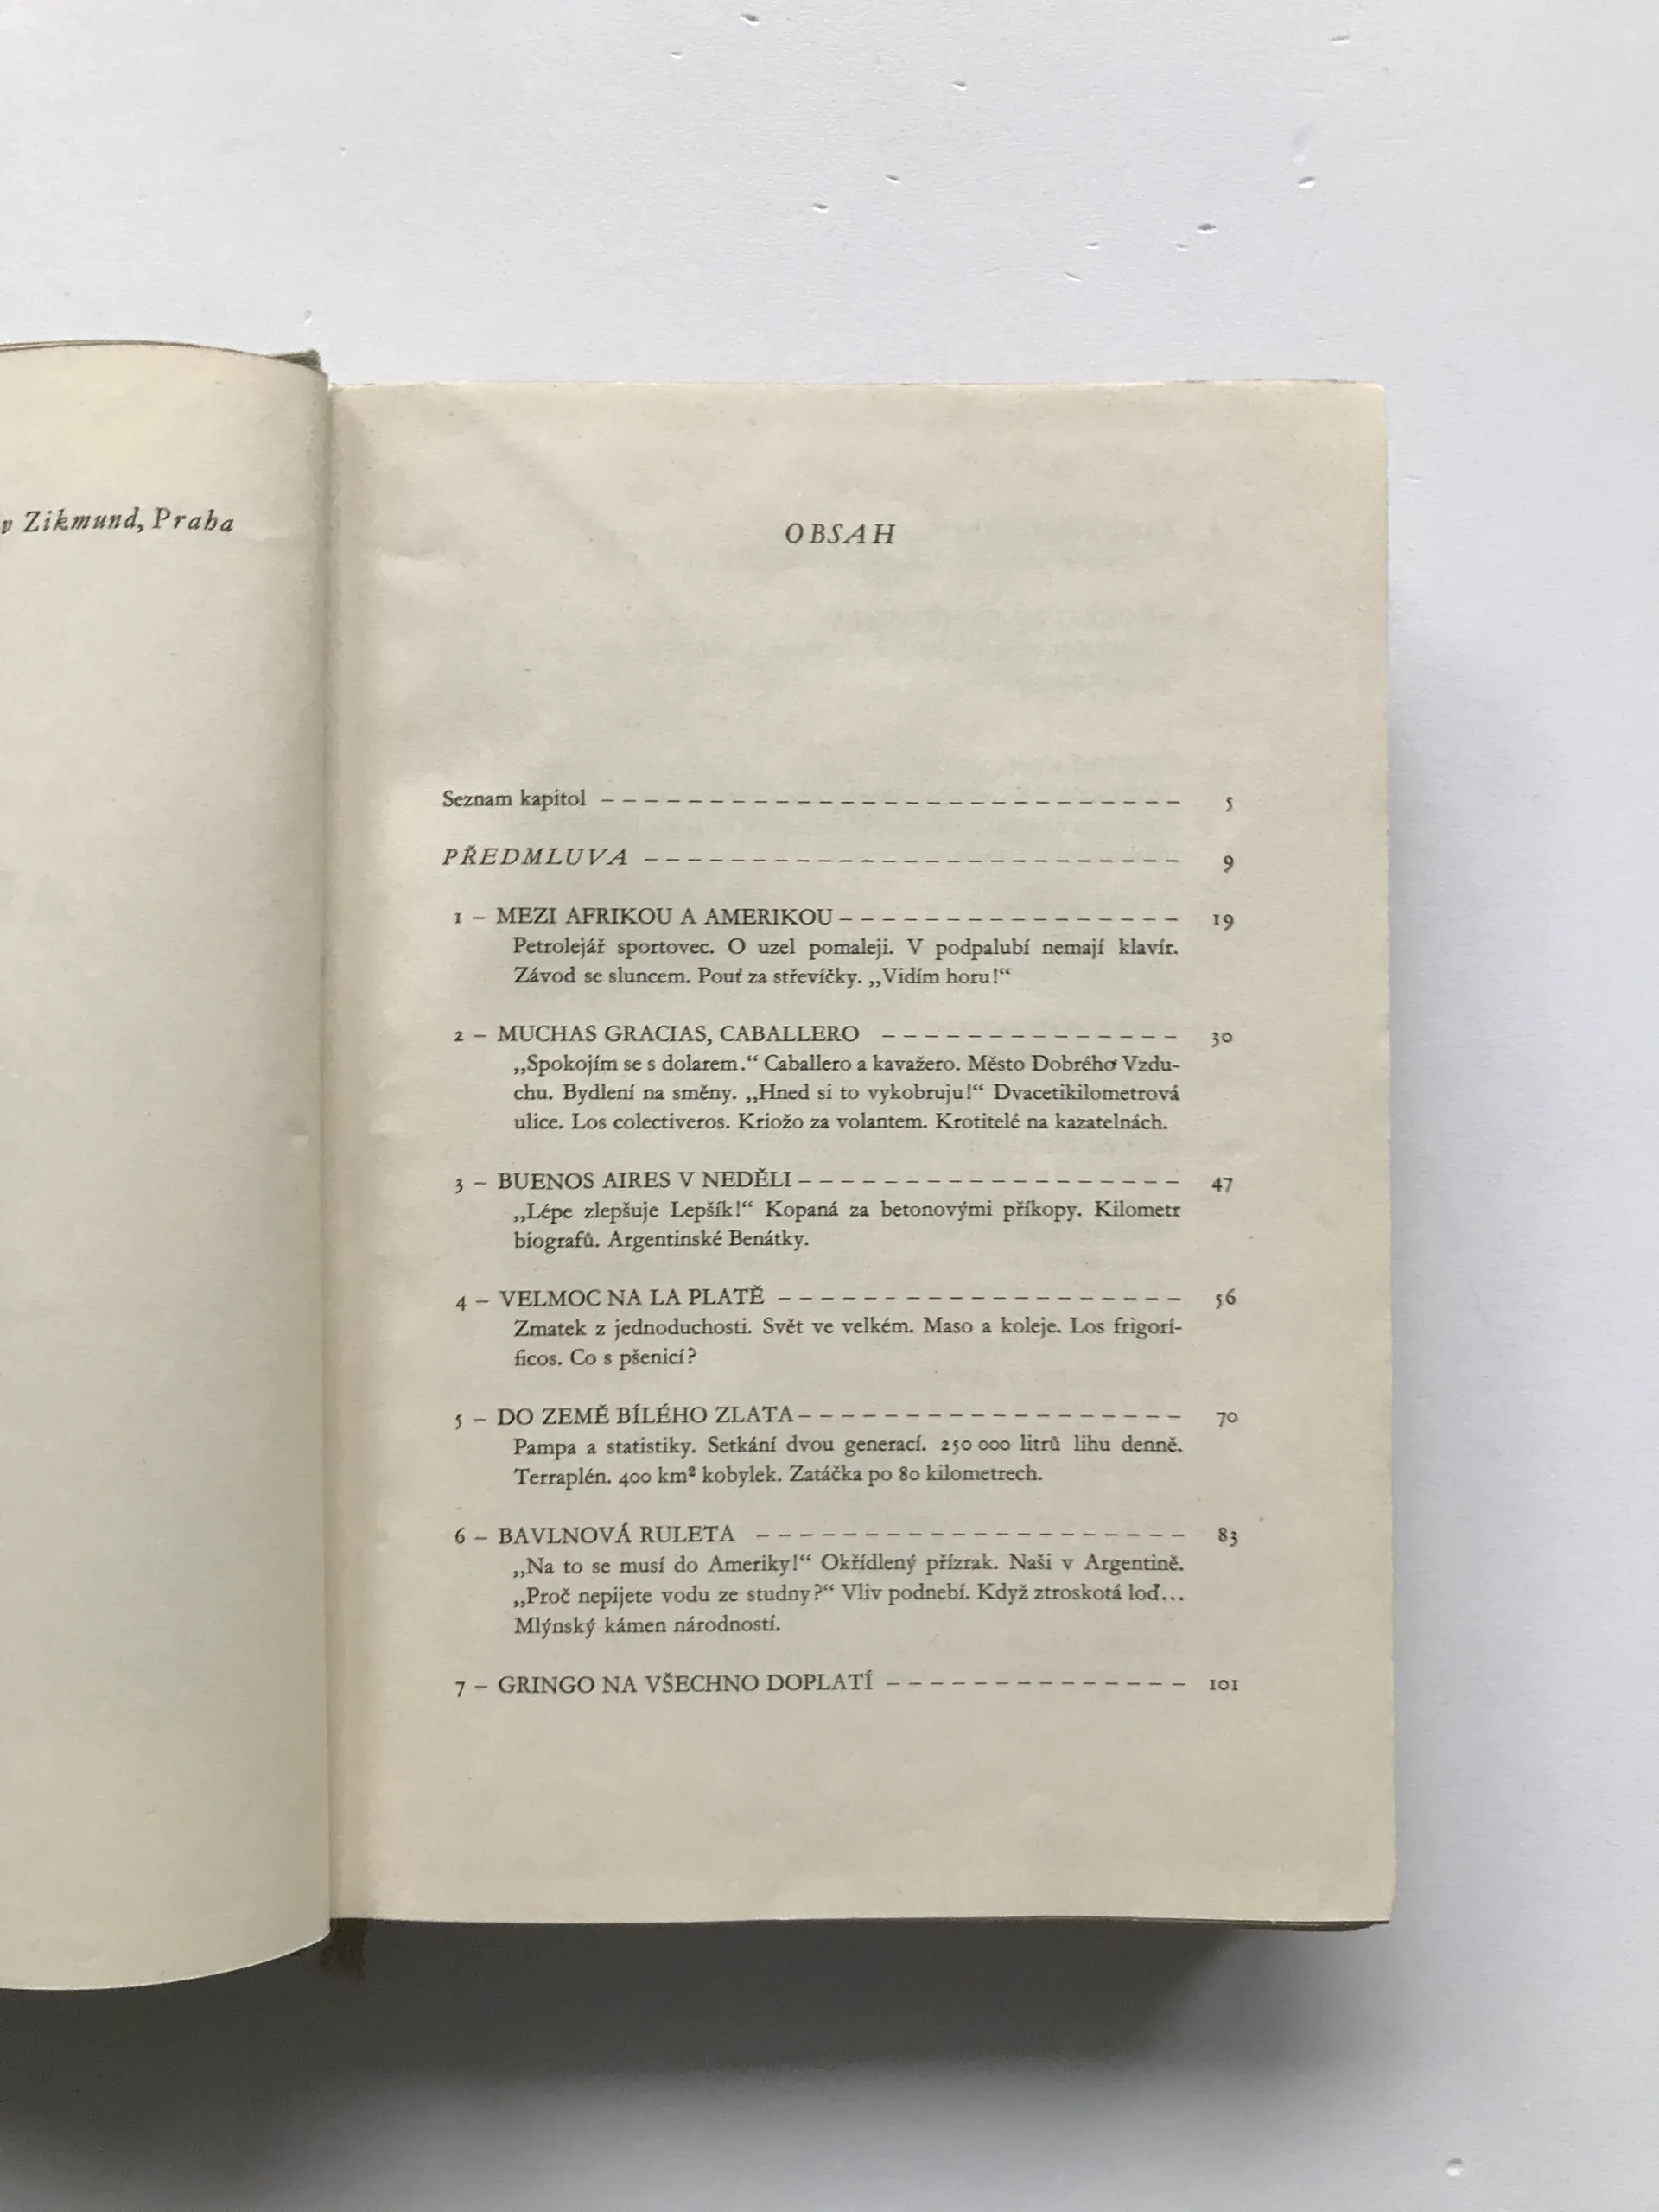 v Zikmund, Praha
OBSAH
Seznam kapitol – – – – – – – – – – – – – – – – – – – – – – – – – – – 5
PŘEDMLUVA – – – – – – – – – – – – – – – – – – – – – – – – – 9
1 – MEZI AFRIKOU A AMERIKOU – – – – – – – – – – – – – – – – 19
Petrolejář sportovec. O uzel pomaleji. V podpalubí nemají klavír.
Závod se sluncem. Pouť za střevíčky. „Vidím horu!“
2 – MUCHAS GRACIAS, CABALLERO – – – – – – – – – – – – – – 30
„Spokojím se s dolarem.“ Caballero a kavažero. Město Dobrého Vzdu-
chu. Bydlení na směny. „Hned si to vykobruju!“ Dvacetikilometrová
ulice. Los colectiveros. Kriožo za volantem. Krotitelé na kazatelnách.
3 – BUENOS AIRES V NEDĚLI – – – – – – – – – – – – – – – – – – 47
„Lépe zlepšuje Lepšík!“ Kopaná za betonovými příkopy. Kilometr
biografů. Argentinské Benátky.
4 – VELMOC NA LA PLATĚ – – – – – – – – – – – – – – – – – – – 56
Zmatek z jednoduchosti. Svět ve velkém. Maso a koleje. Los frigorí-
ficos. Co s pšenicí?
5 – DO ZEMĚ BÍLÉHO ZLATA – – – – – – – – – – – – – – – – – – 70
Pampa a statistiky. Setkání dvou generací. 250 000 litrů lihu denně.
Terraplén. 400 km² kobylek. Zatáčka po 80 kilometrech.
6 – BAVLNOVÁ RULETA – – – – – – – – – – – – – – – – – – – – 83
„Na to se musí do Ameriky!“ Okřídlený přízrak. Naši v Argentině.
„Proč nepijete vodu ze studny?“ Vliv podnebí. Když ztroskotá loď...
Mlýnský kámen národností.
7 – GRINGO NA VŠECHNO DOPLATÍ – – – – – – – – – – – – – – 101